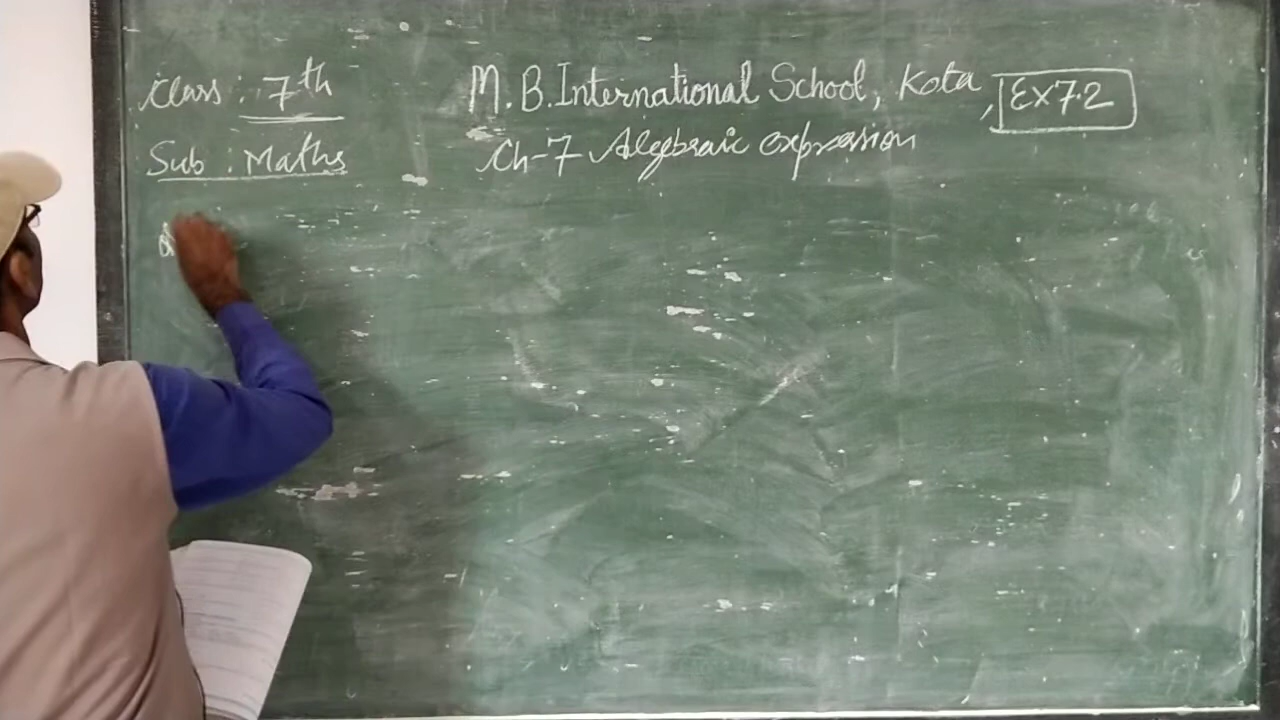 Class : 7th
Sub : Maths
M.B. International School, Kota, Ex 7.2
Ch-7 Algebraic expression
Q